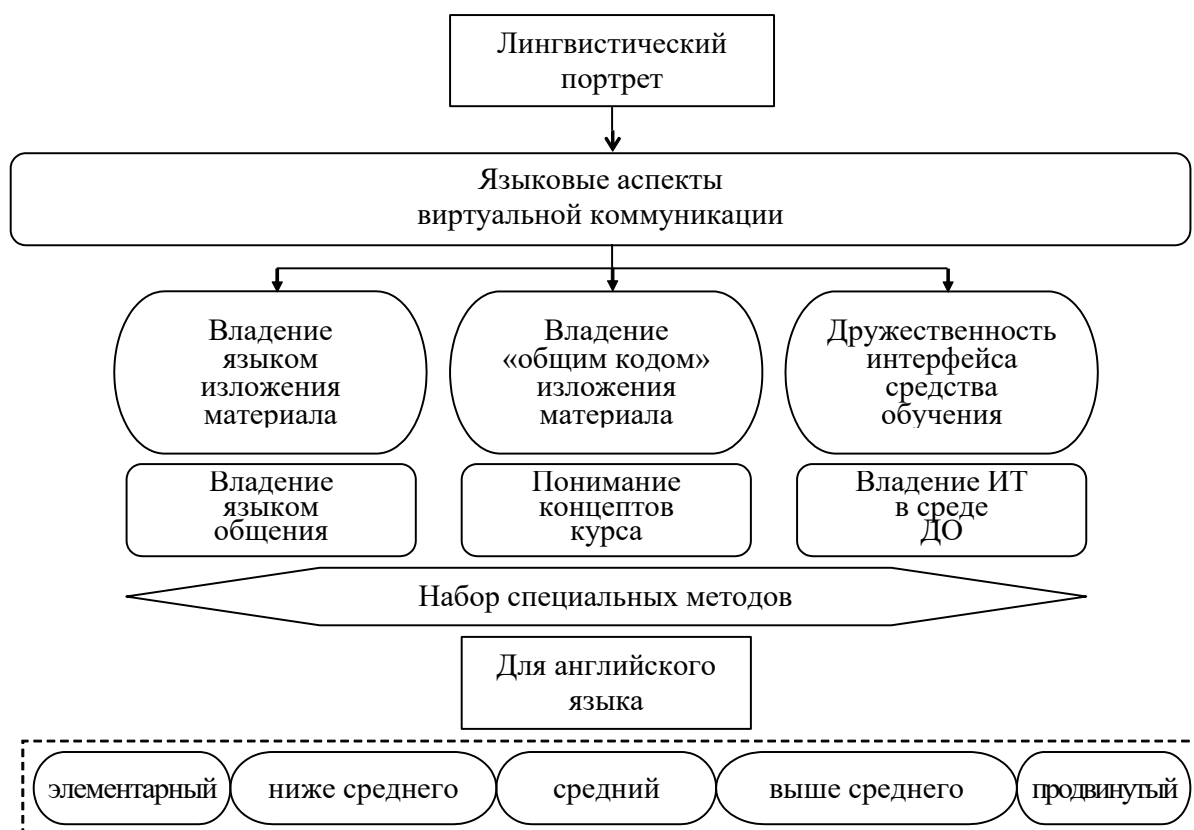 Лингвистический
портрет
Языковые аспекты
виртуальной коммуникации
Владение
языком
изложения
материала
Владение
«общим кодом»
изложения
материала
Дружественность
интерфейса
средства
обучения
Владение
языком
общения
Понимание
концептов
курса
Владение ИТ
в среде
ДО
Набор специальных методов
Для английского
языка
элементарный
ниже среднего
средний
выше среднего
продвинутый